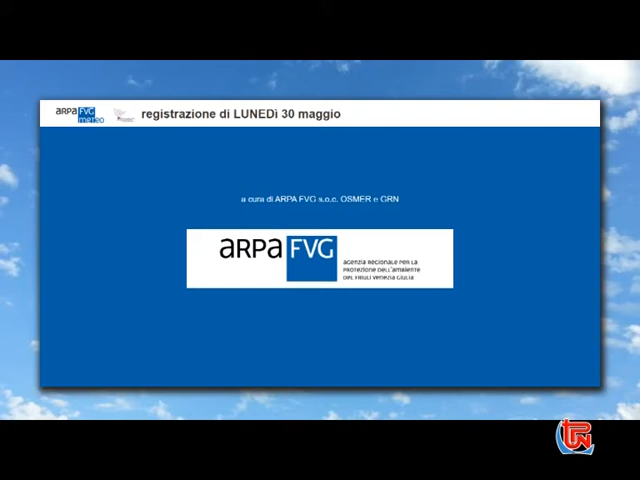 ARPA FVG meteo
registrazione di LUNEDì 30 maggio
a cura di ARPA FVG s.o.c. OSMER e GRN
ARPA FVG
AGENZIA REGIONALE PER LA
PROTEZIONE DELL'AMBIENTE
DEL FRIULI VENEZIA GIULIA
TPN